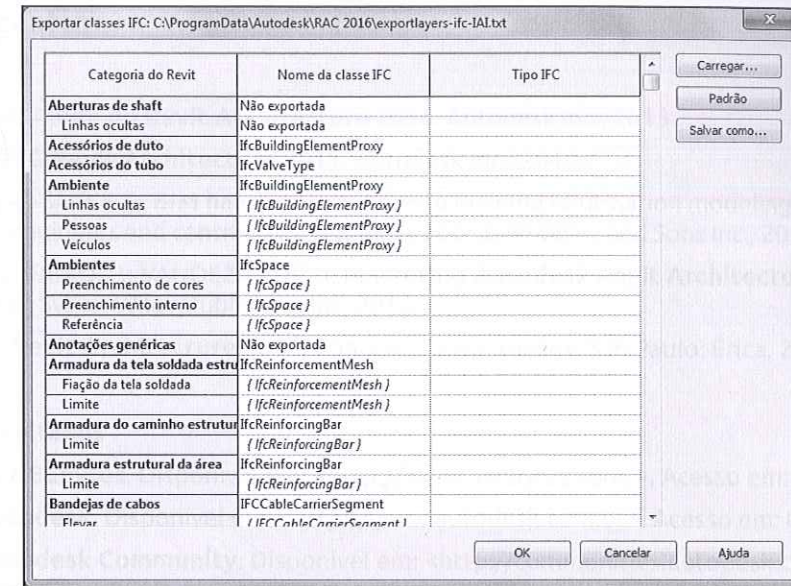 Exportar classes IFC: C:\ProgramData\Autodesk\RAC 2016\exportlayers-ifc-IAI.txt
Categoria do Revit Nome da classe IFC Tipo IFC
Carregar...
Padrão
Salvar como...
Aberturas de shaft Não exportada
Linhas ocultas Não exportada
Acessórios de duto IfcBuildingElementProxy
Acessórios do tubo IfcValveType
Ambiente IfcBuildingElementProxy
Linhas ocultas { IfcBuildingElementProxy }
Pessoas { IfcBuildingElementProxy }
Veículos { IfcBuildingElementProxy }
Ambientes IfcSpace
Preenchimento de cores { IfcSpace }
Preenchimento interno { IfcSpace }
Referência { IfcSpace }
Anotações genéricas Não exportada
Armadura da tela soldada estru IfcReinforcementMesh
Fiação da tela soldada { IfcReinforcementMesh }
Limite { IfcReinforcementMesh }
Armadura do caminho estrutur IfcReinforcingBar
Limite { IfcReinforcingBar }
Armadura estrutural da área IfcReinforcingBar
Limite { IfcReinforcingBar }
Bandejas de cabos IFCCableCarrierSegment
Elevar { IFCCableCarrierSegment }
OK Cancelar Ajuda